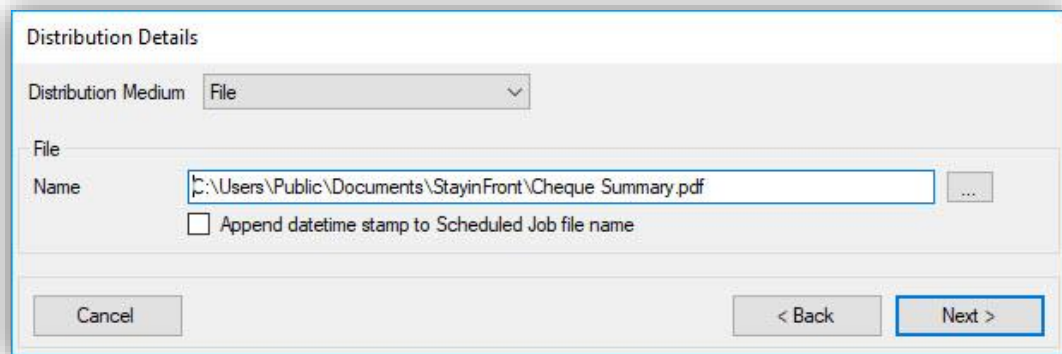 Distribution Details
Distribution Medium File
File
Name C:\Users\Public\Documents\StayinFront\Cheque Summary.pdf ...
Append datetime stamp to Scheduled Job file name
Cancel < Back Next >